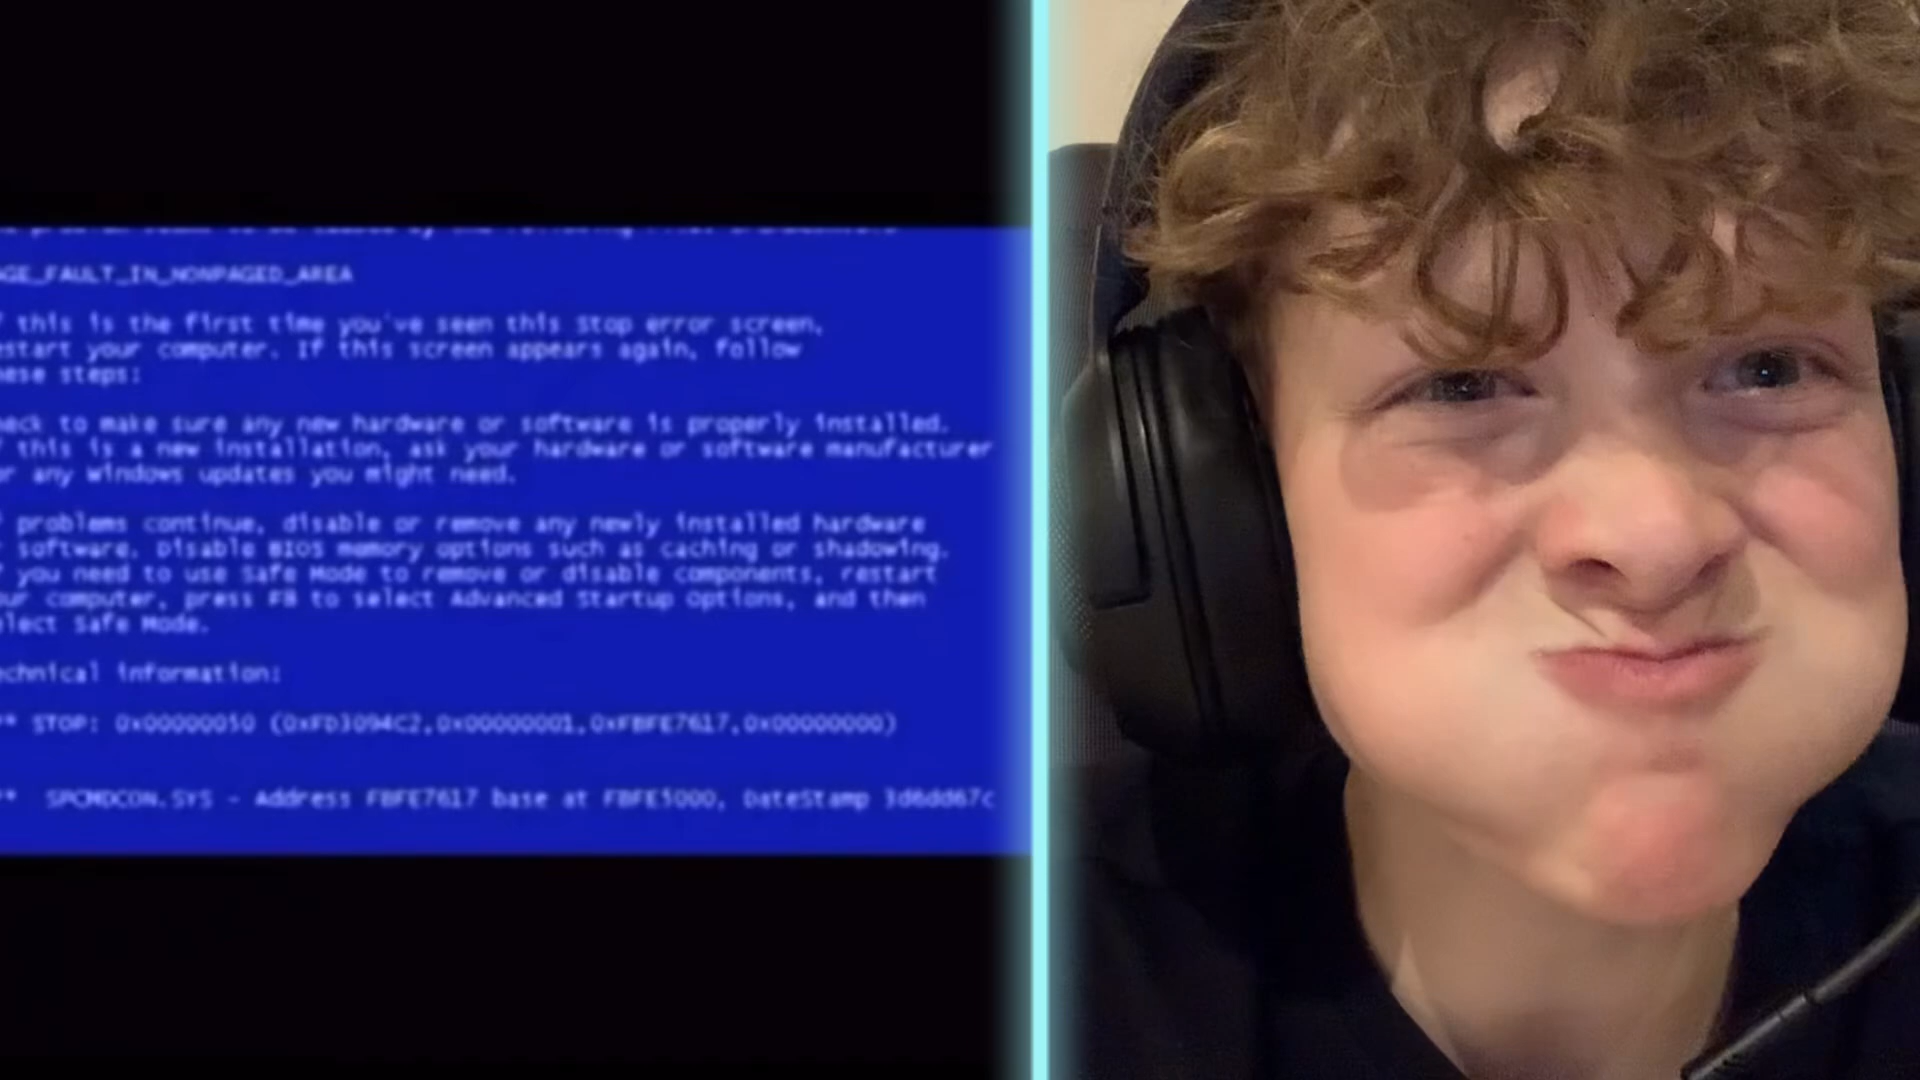 GE_FAULT_IN_NONPAGED_AREA
this is the first time you've seen this Stop error screen,
estart your computer. If this screen appears again, follow
hese steps:
heck to make sure any new hardware or software is properly installed.
this is a new installation, ask your hardware or software manufacturer
or any Windows updates you might need.
problems continue, disable or remove any newly installed hardware
software. Disable BIOS memory options such as caching or shadowing.
you need to use Safe Mode to remove or disable components, restart
ur computer, press F8 to select Advanced Startup Options, and then
lect Safe Mode.
echnical information:
** STOP: 0x00000050 (0xFD3094C2,0x00000001,0xFBFE7617,0x00000000)
** SPCMDCON.SYS - Address FBFE7617 base at FBFE5000, DateStamp 3d6dd67c